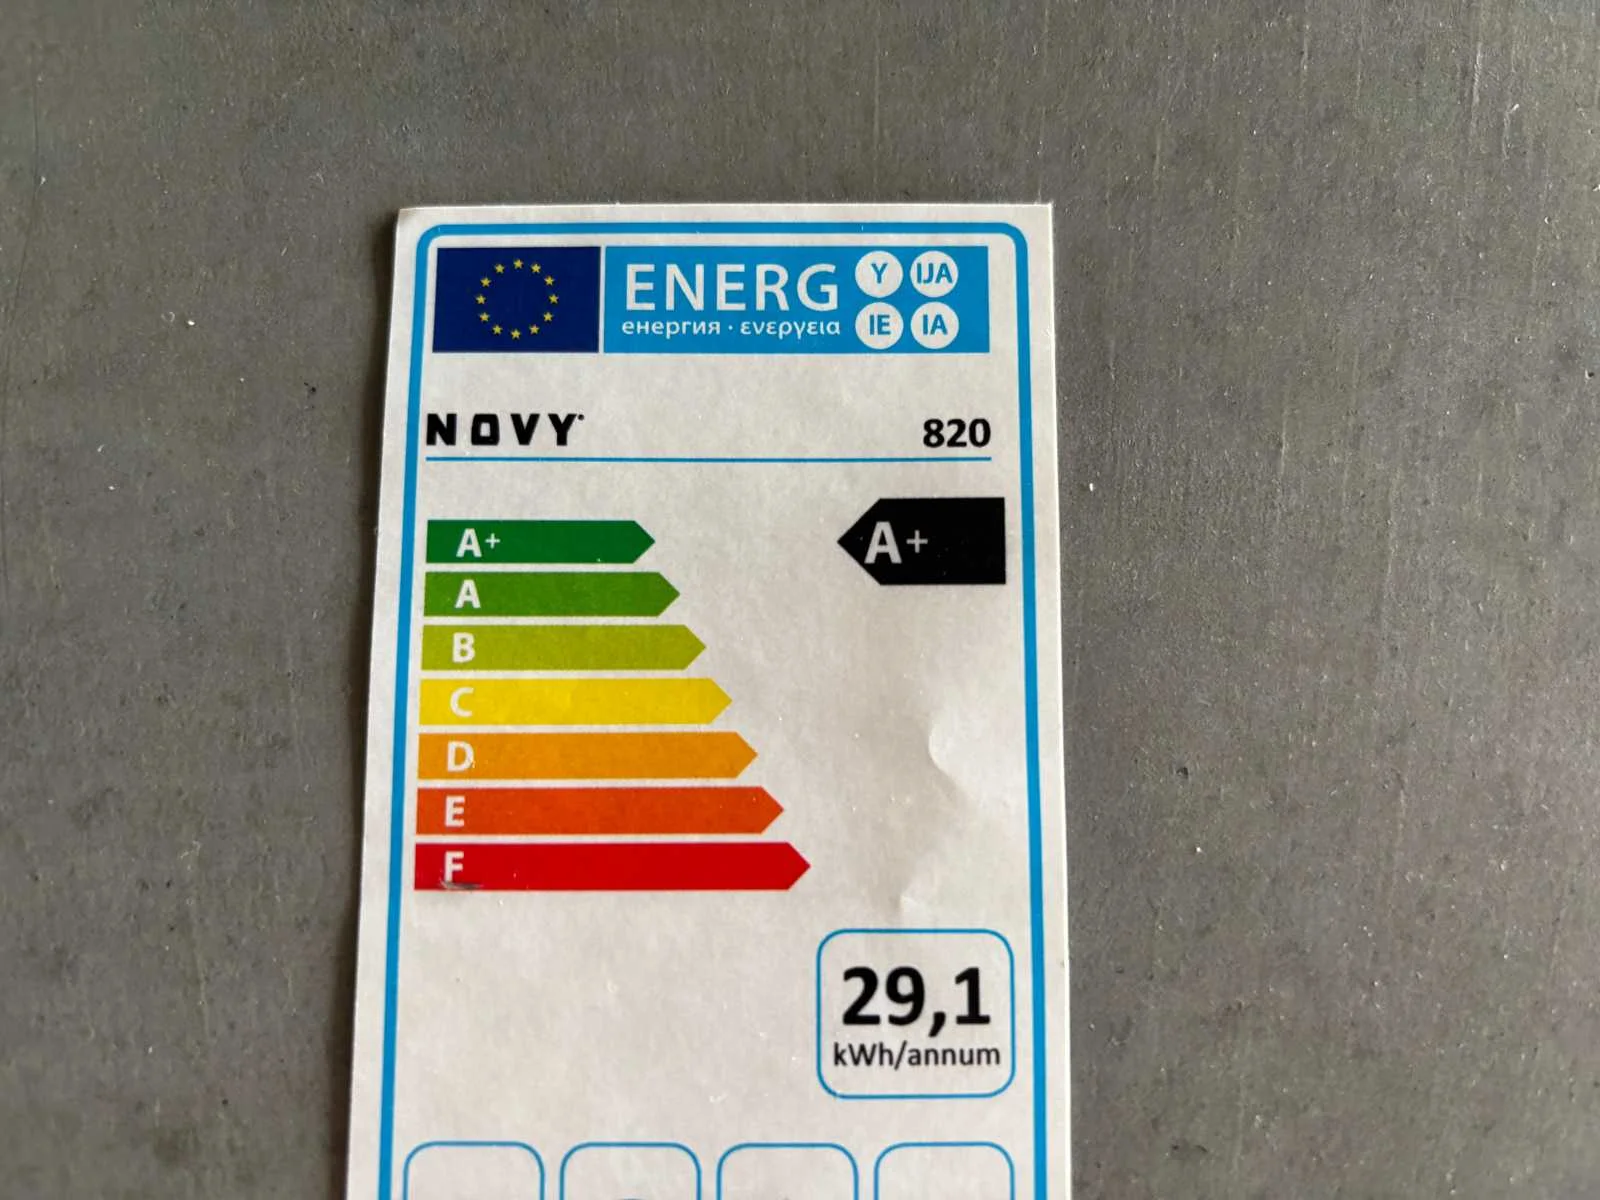 ENERG Y IJA
енергия · ενεργεια IE IA
NOVY 820
A+ A+
A
B
C
D
E
F
29,1
kWh/annum